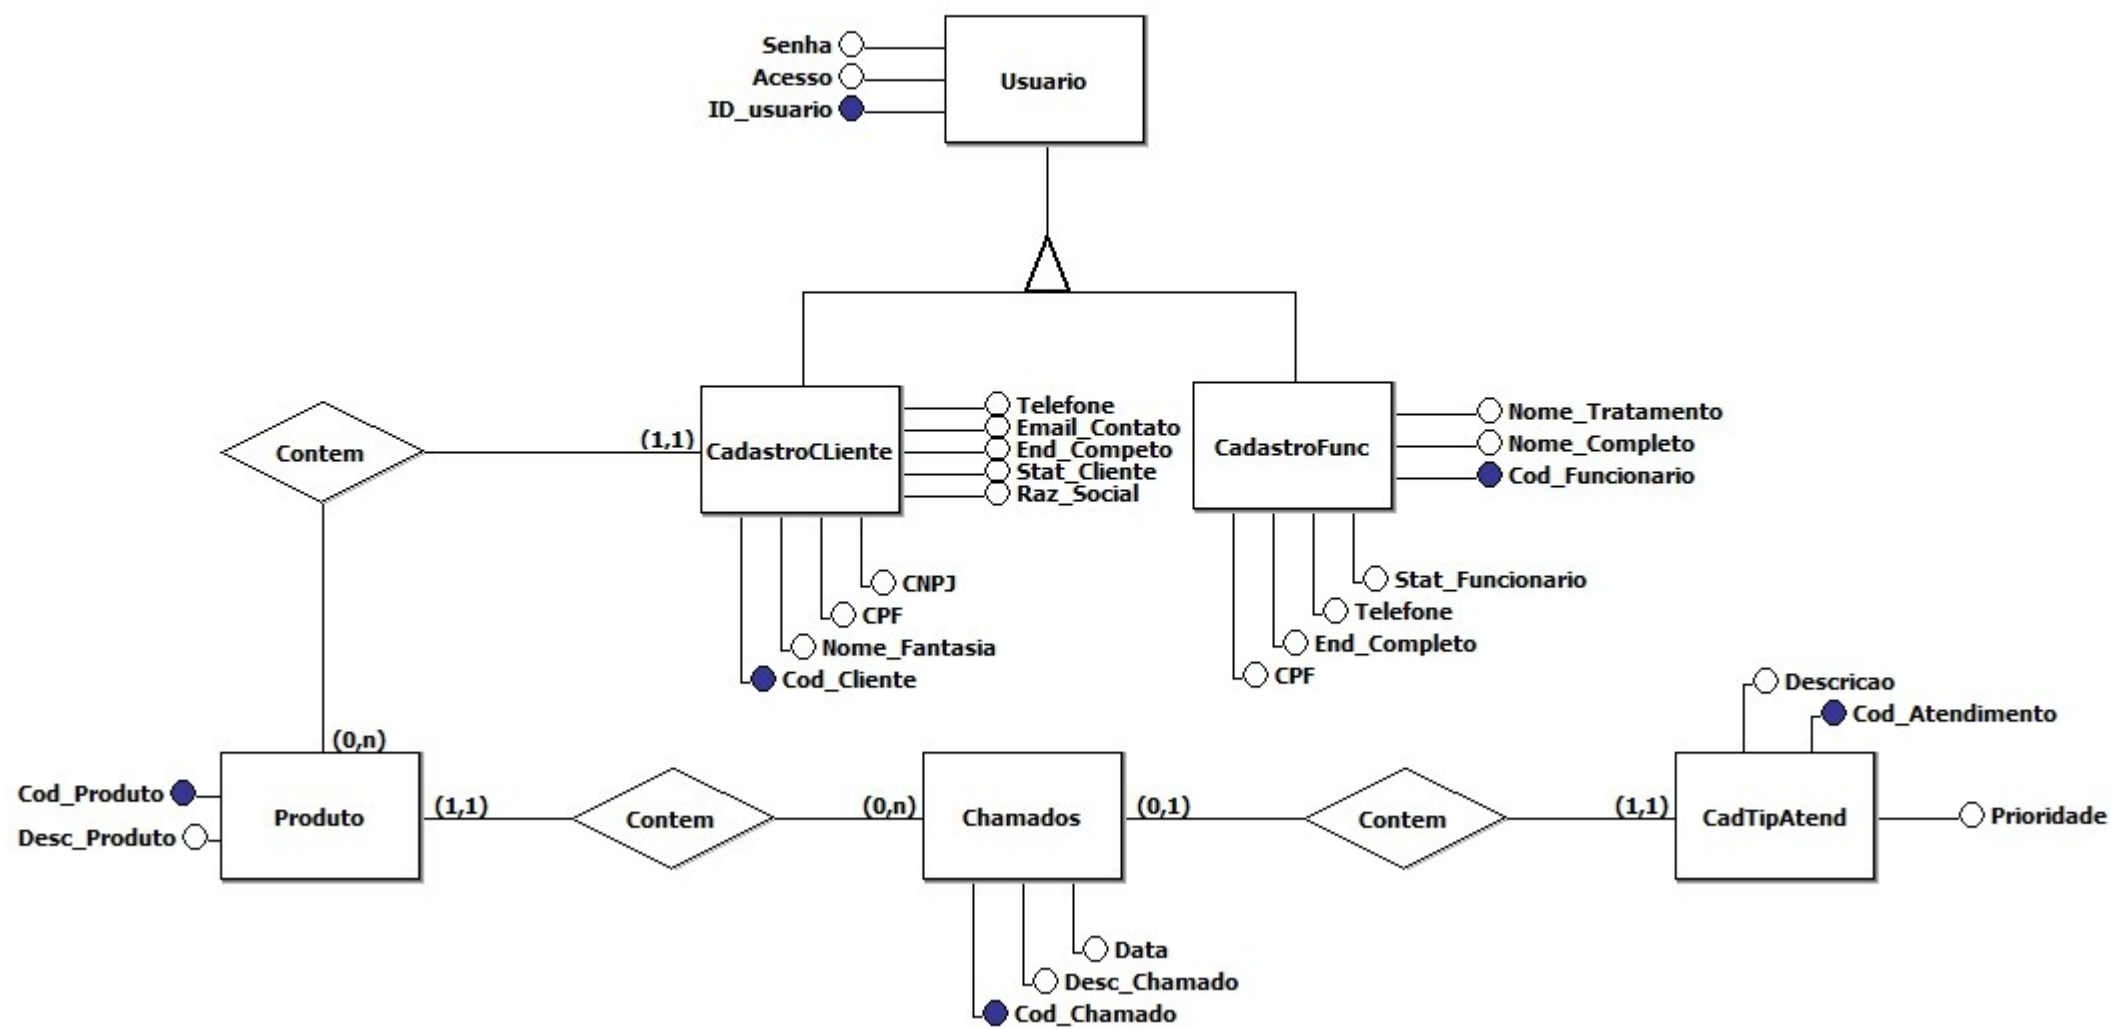 Senha
Acesso
ID_usuario
Usuario
Contem
(1,1)
CadastroCLiente
Telefone
Email_Contato
End_Competo
Stat_Cliente
Raz_Social
CNPJ
CPF
Nome_Fantasia
Cod_Cliente
CadastroFunc
Nome_Tratamento
Nome_Completo
Cod_Funcionario
Stat_Funcionario
Telefone
End_Completo
CPF
(0,n)
Cod_Produto
Desc_Produto
Produto
(1,1)
Contem
(0,n)
Chamados
(0,1)
Contem
(1,1)
CadTipAtend
Descricao
Cod_Atendimento
Prioridade
Data
Desc_Chamado
Cod_Chamado